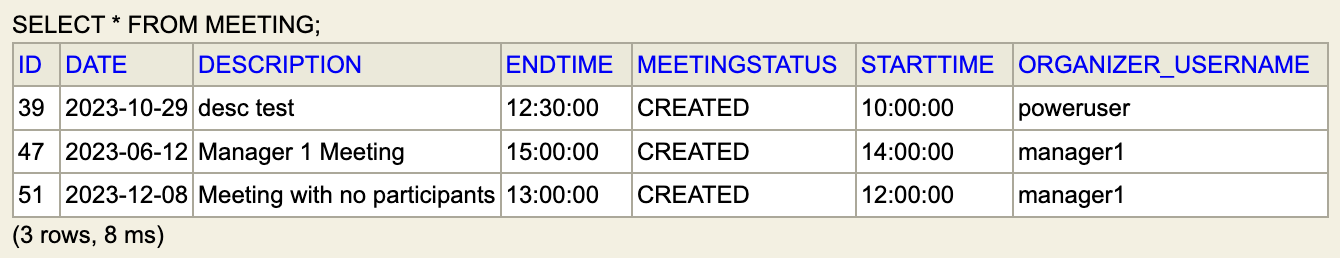 SELECT * FROM MEETING;
ID DATE DESCRIPTION ENDTIME MEETINGSTATUS STARTTIME ORGANIZER_USERNAME
39 2023-10-29 desc test 12:30:00 CREATED 10:00:00 poweruser
47 2023-06-12 Manager 1 Meeting 15:00:00 CREATED 14:00:00 manager1
51 2023-12-08 Meeting with no participants 13:00:00 CREATED 12:00:00 manager1
(3 rows, 8 ms)